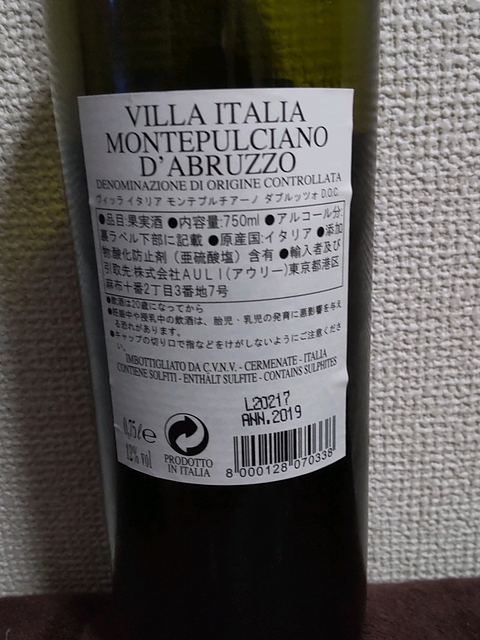 VILLA ITALIA
MONTEPULCIANO
D'ABRUZZO
DENOMINAZIONE DI ORIGINE CONTROLLATA
ヴィッラ イタリア モンテプルチアーノ ダブルッツォ D.O.C.
●品目:果実酒 ●内容量:750ml ●アルコール分:
裏ラベル下部に記載 ●原産国:イタリア ●添加
物酸化防止剤（亜硫酸塩）含有 ●輸入者及び
引取先 株式会社AULI(アウリー)東京都港区
麻布十番2丁目3番地7号
●飲酒は20歳になってから
●妊娠中や授乳中の飲酒は、胎児・乳児の発育に悪影響を与え
る恐れがあります。
●キャップの切り口で指などをけがしないようにご注意くださ
い。
IMBOTTIGLIATO DA C.V.N.V. - CERMENATE - ITALIA
CONTIENE SOLFITI - ENTHÄLT SULFITE - CONTAINS SULPHITES
L20217
ANN.2019
0,75 l e
13% vol
PRODOTTO
IN ITALIA
8 000128 070338